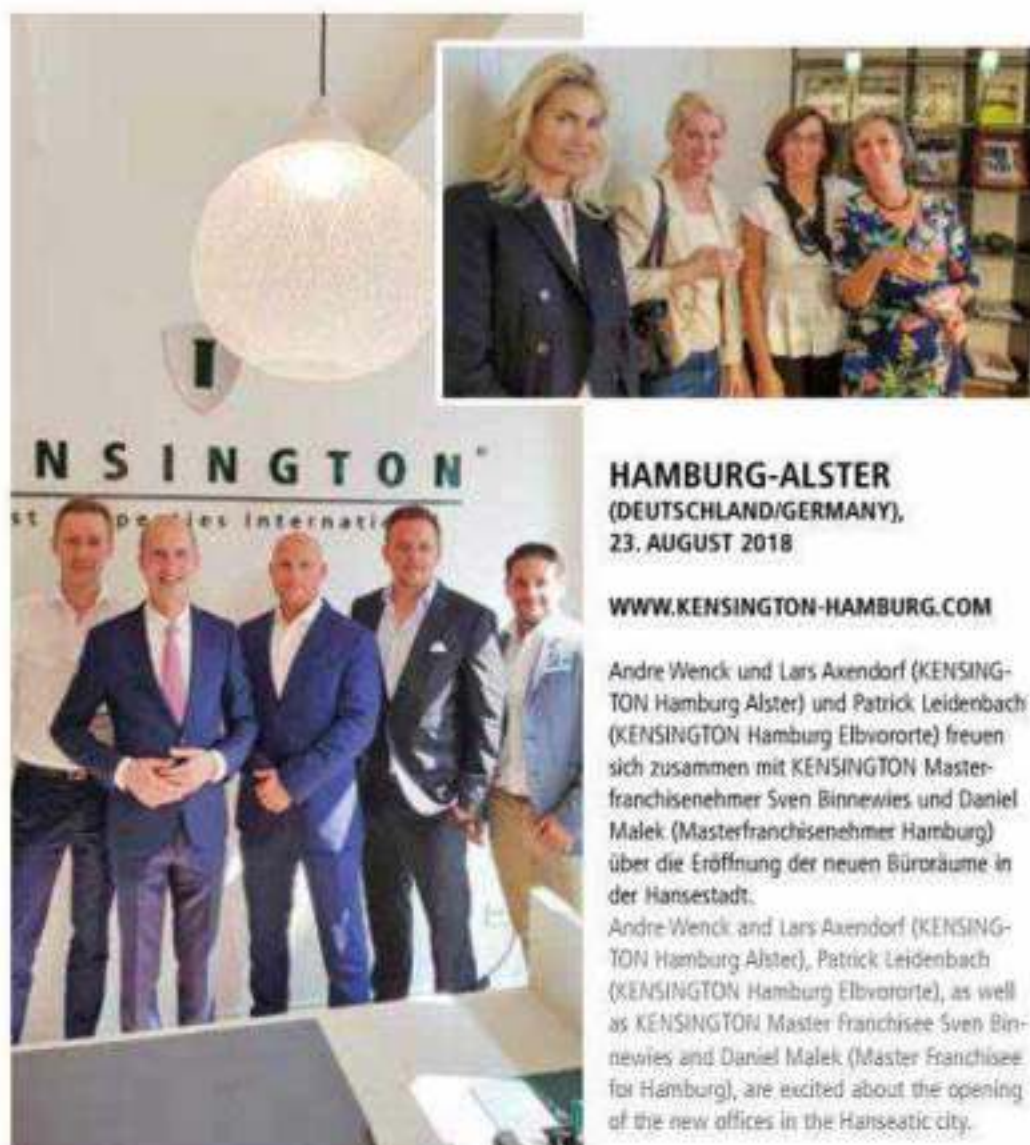 NSINGTON®
st pe ties Internati
HAMBURG-ALSTER
(DEUTSCHLAND/GERMANY),
23. AUGUST 2018
WWW.KENSINGTON-HAMBURG.COM
Andre Wenck und Lars Axendorf (KENSING-
TON Hamburg Alster) und Patrick Leidenbach
(KENSINGTON Hamburg Elbvororte) freuen
sich zusammen mit KENSINGTON Master-
franchisenehmer Sven Binnewies und Daniel
Malek (Masterfranchisenehmer Hamburg)
über die Eröffnung der neuen Büroräume in
der Hansestadt.
Andre Wenck and Lars Axendorf (KENSING-
TON Hamburg Alster), Patrick Leidenbach
(KENSINGTON Hamburg Elbvororte), as well
as KENSINGTON Master Franchisee Sven Bin-
newies and Daniel Malek (Master Franchisee
for Hamburg), are excited about the opening
of the new offices in the Hanseatic city.